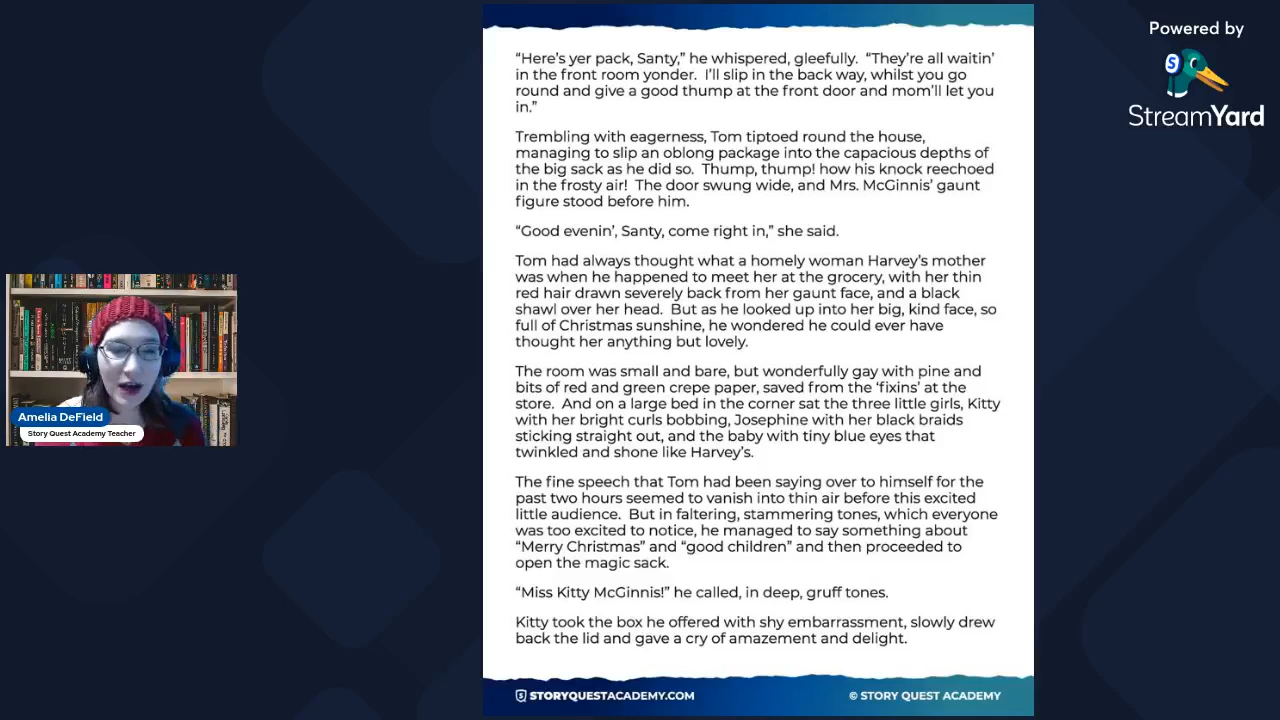 Powered by
StreamYard
“Here’s yer pack, Santy,” he whispered, gleefully.  “They’re all waitin’
in the front room yonder.  I’ll slip in the back way, whilst you go
round and give a good thump at the front door and mom’ll let you
in.”
Trembling with eagerness, Tom tiptoed round the house,
managing to slip an oblong package into the capacious depths of
the big sack as he did so.  Thump, thump! how his knock reechoed
in the frosty air!  The door swung wide, and Mrs. McGinnis’ gaunt
figure stood before him.
“Good evenin’, Santy, come right in,” she said.
Tom had always thought what a homely woman Harvey’s mother
was when he happened to meet her at the grocery, with her thin
red hair drawn severely back from her gaunt face, and a black
shawl over her head.  But as he looked up into her big, kind face, so
full of Christmas sunshine, he wondered he could ever have
thought her anything but lovely.
The room was small and bare, but wonderfully gay with pine and
bits of red and green crepe paper, saved from the ‘fixins’ at the
store.  And on a large bed in the corner sat the three little girls, Kitty
with her bright curls bobbing, Josephine with her black braids
sticking straight out, and the baby with tiny blue eyes that
twinkled and shone like Harvey’s.
The fine speech that Tom had been saying over to himself for the
past two hours seemed to vanish into thin air before this excited
little audience.  But in faltering, stammering tones, which everyone
was too excited to notice, he managed to say something about
“Merry Christmas” and “good children” and then proceeded to
open the magic sack.
“Miss Kitty McGinnis!” he called, in deep, gruff tones.
Kitty took the box he offered with shy embarrassment, slowly drew
back the lid and gave a cry of amazement and delight.
STORYQUESTACADEMY.COM
© STORY QUEST ACADEMY
Amelia DeField
Story Quest Academy Teacher